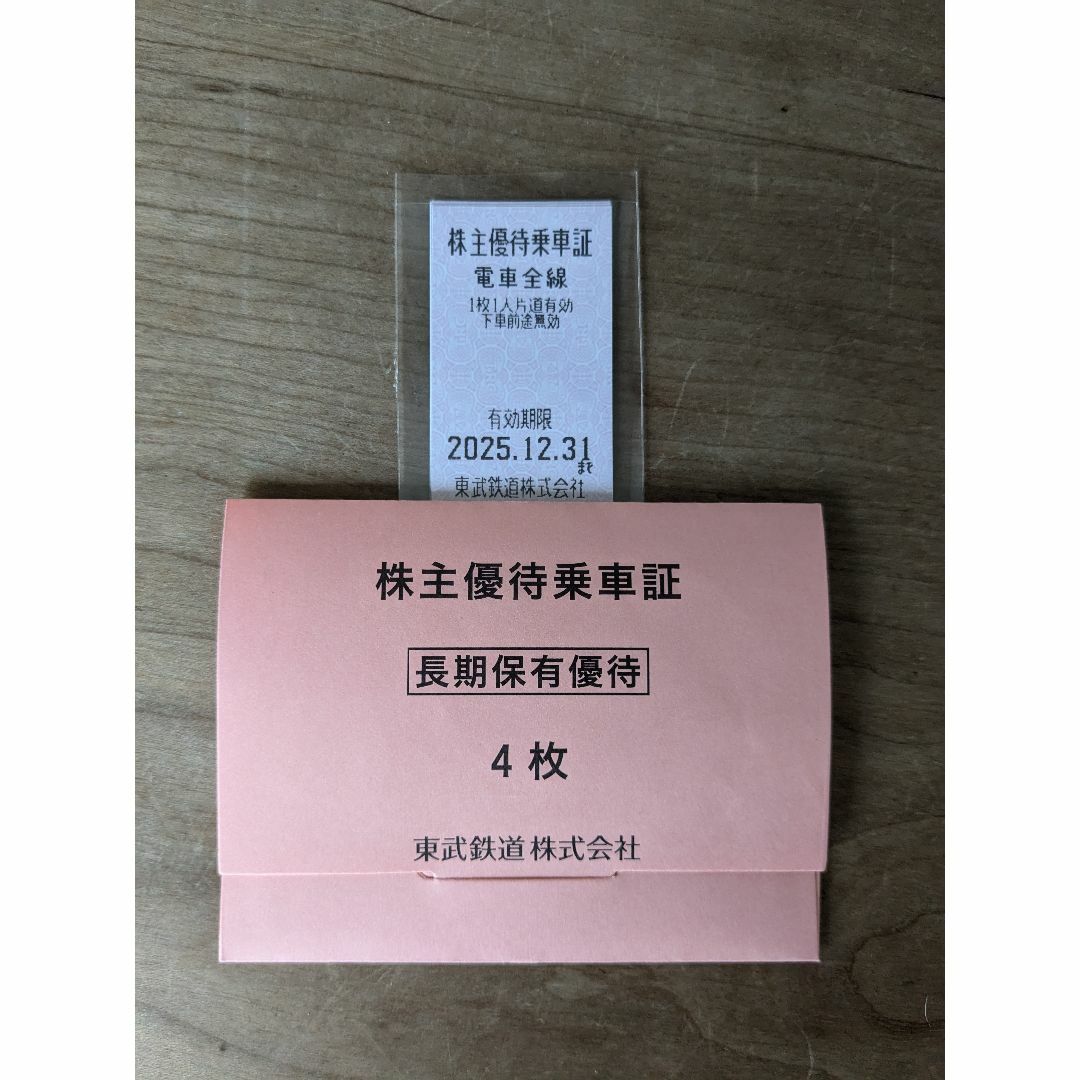 株主優待乗車証
電車全線
1枚1人片道有効
下車前途無効
有効期限
2025.12.31
まで
東武鉄道株式会社
株主優待乗車証
長期保有優待
4枚
東武鉄道株式会社